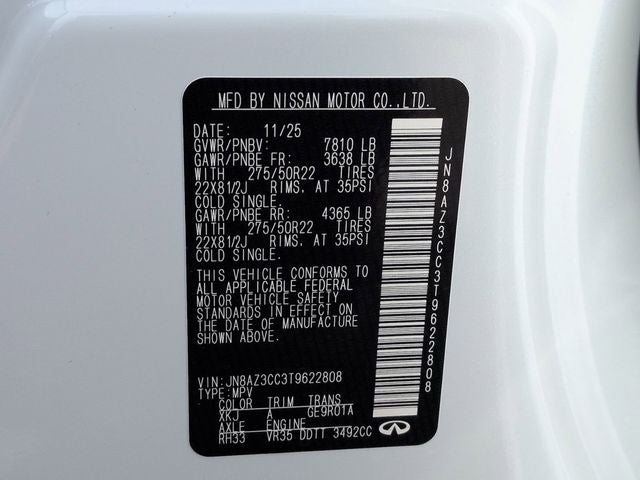 MFD BY NISSAN MOTOR CO.,LTD.
DATE: 11/25
GVWR/PNBV: 7810 LB
GAWR/PNBE FR: 3638 LB
WITH 275/50R22 TIRES
22X8½J RIMS. AT 35PSI
COLD SINGLE.
GAWR/PNBE RR: 4365 LB
WITH 275/50R22 TIRES
22X8½J RIMS. AT 35PSI
COLD SINGLE.
THIS VEHICLE CONFORMS TO
ALL APPLICABLE FEDERAL
MOTOR VEHICLE SAFETY
STANDARDS IN EFFECT ON
THE DATE OF MANUFACTURE
VIN: JN8AZ3CC3T9622808
TYPE: MPV
COLOR TRIM TRANS
XKJ A GE9R01A
AXLE ENGINE
RH33 VR35 DDTT 3492CC
JN8AZ3CC3T9622808